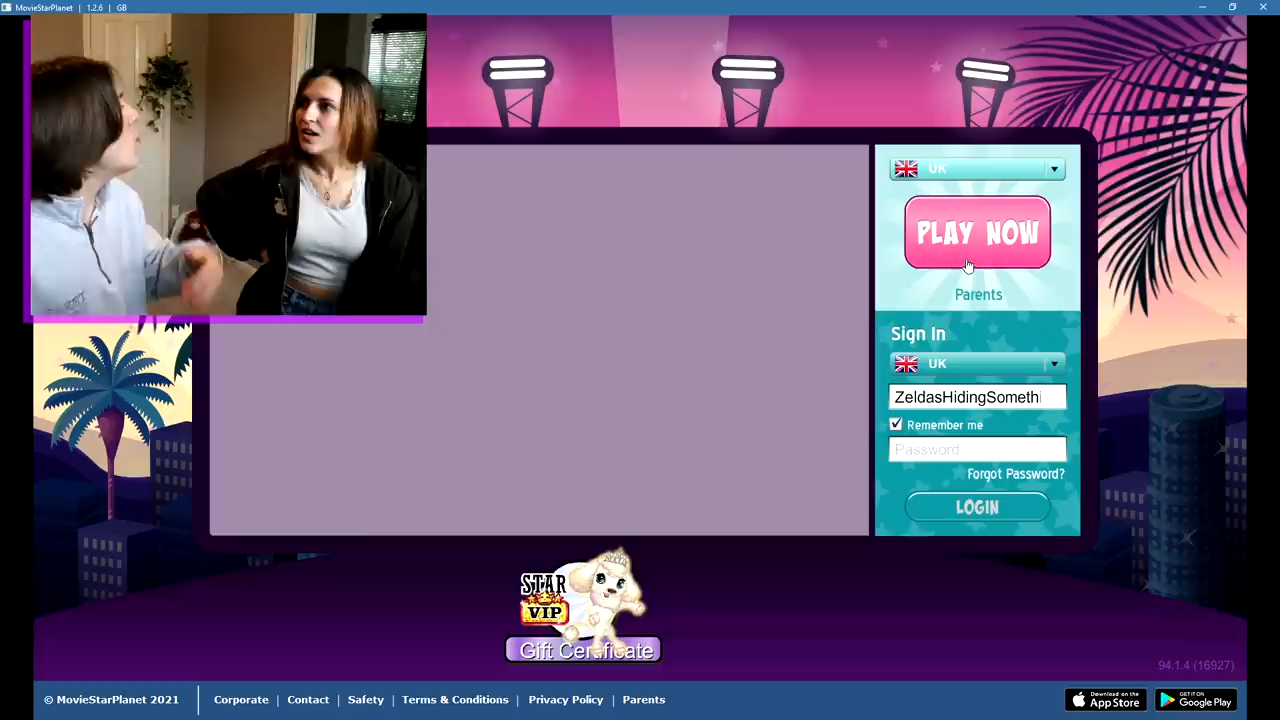 MovieStarPlanet | 1.2.6 | GB
UK
PLAY NOW
Parents
Sign In
UK
ZeldasHidingSomethi
Remember me
Password
Forgot Password?
LOGIN
STAR
VIP
Gift Certificate
94.1.4 (16927)
© MovieStarPlanet 2021 | Corporate | Contact | Safety | Terms & Conditions | Privacy Policy | Parents
Download on the
App Store
GET IT ON
Google Play